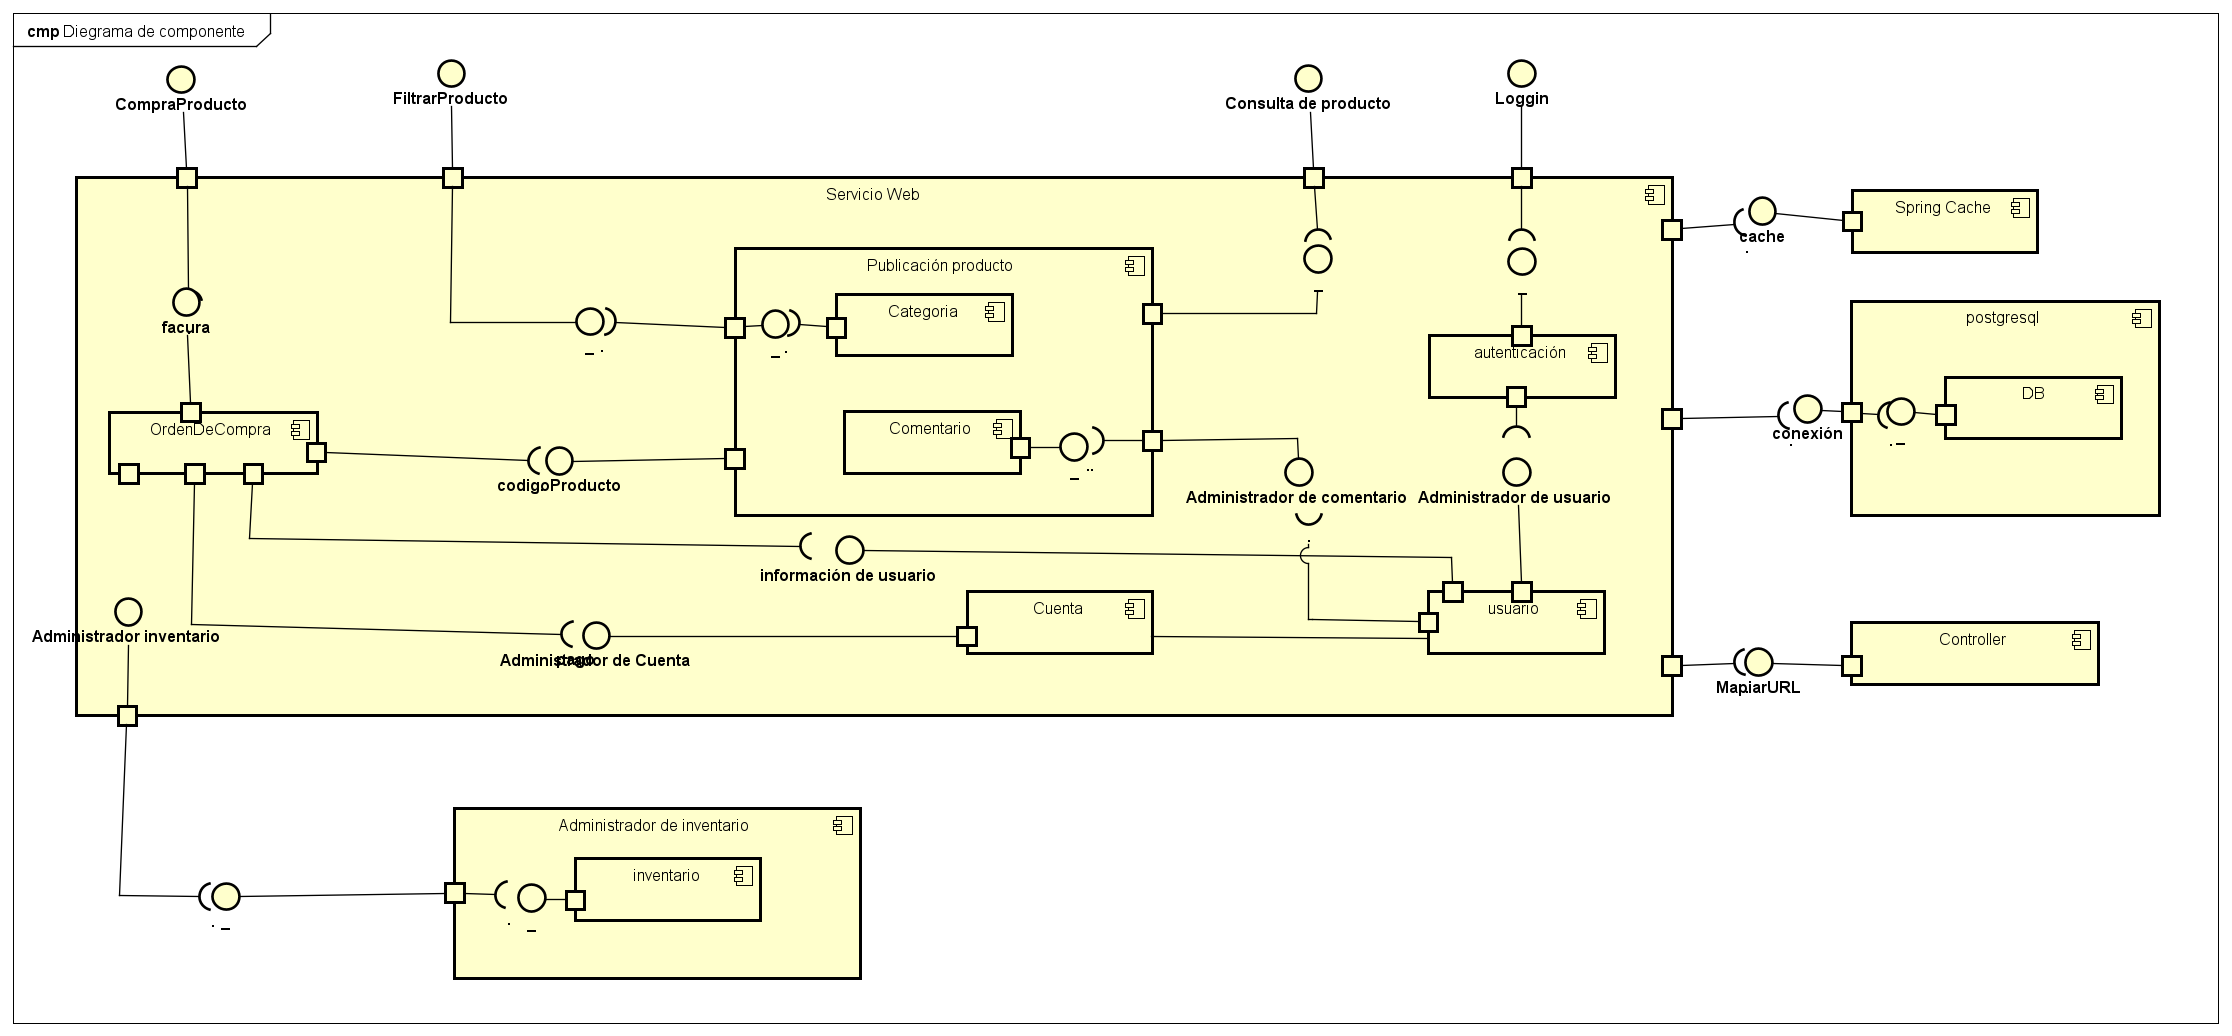 cmp Diegrama de componente
CompraProducto
FiltrarProducto
Consulta de producto
Loggin
Servicio Web
Spring Cache
cache
Publicación producto
Categoria
facura
autenticación
postgresql
DB
conexión
OrdenDeCompra
Comentario
codigoProducto
Administrador de comentario
Administrador de usuario
información de usuario
Cuenta
usuario
Administrador inventario
Administrador de Cuenta
pago
Controller
MapiarURL
Administrador de inventario
inventario